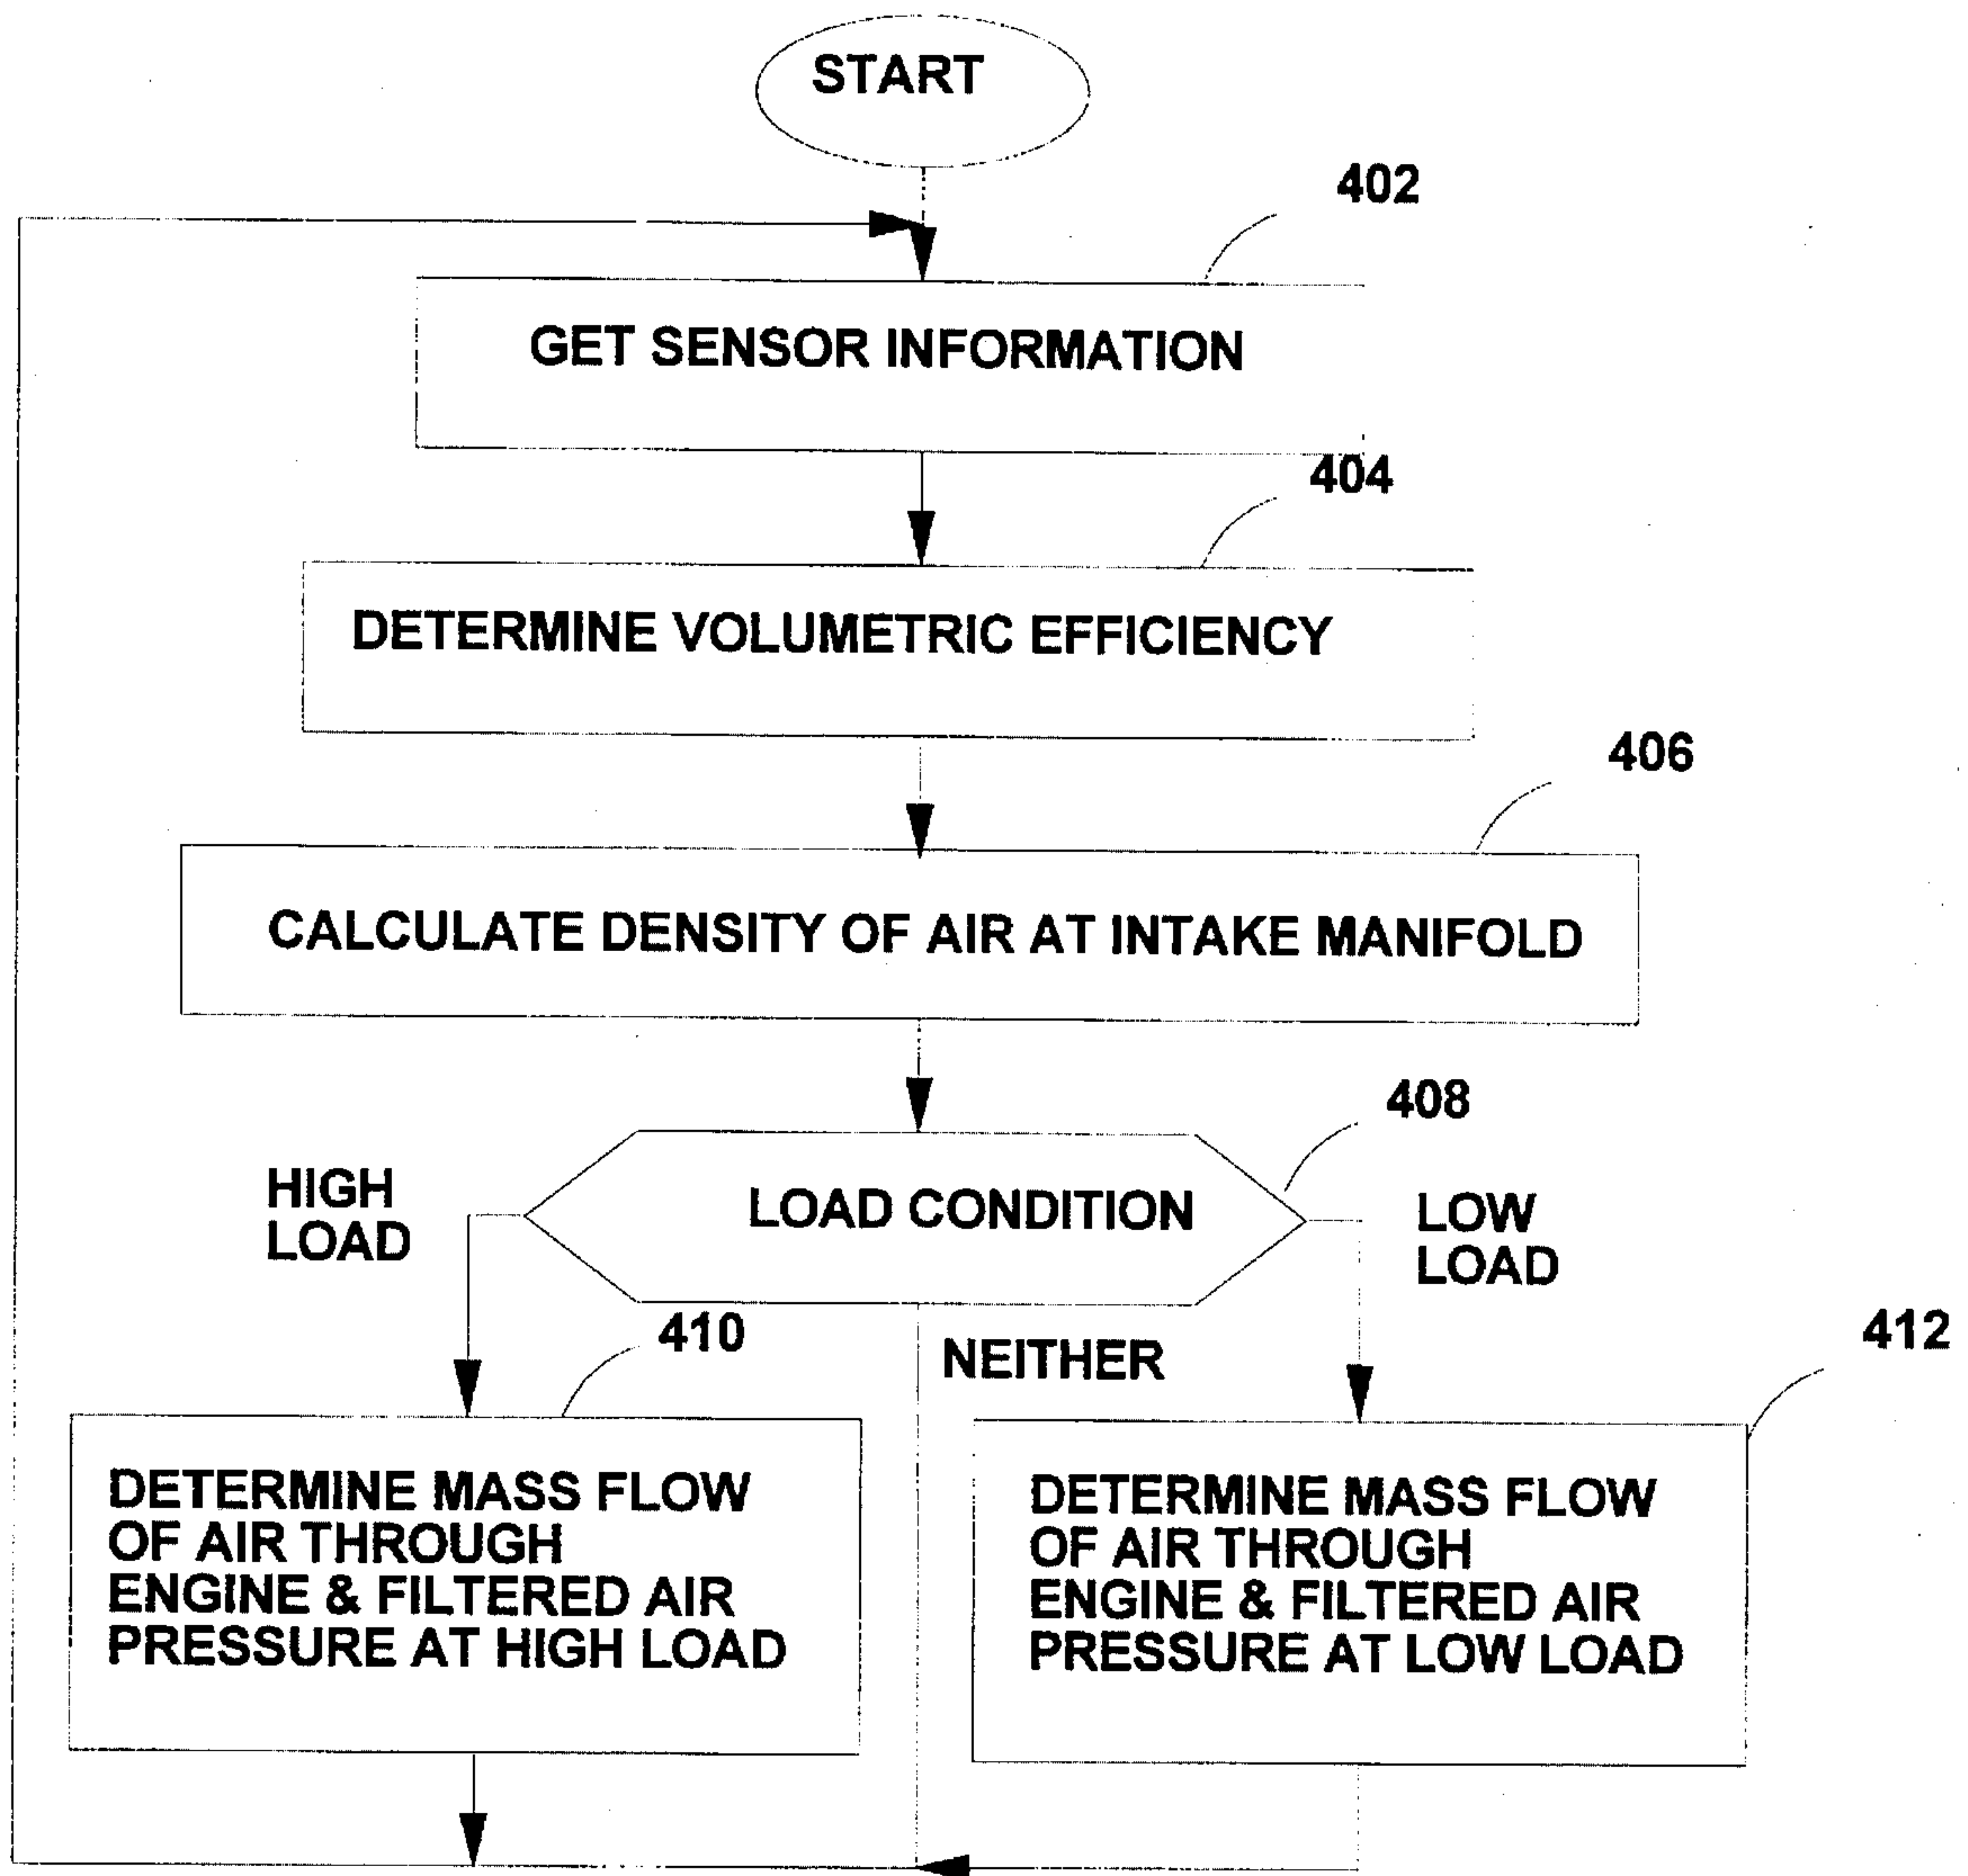 START
402
GET SENSOR INFORMATION
404
DETERMINE VOLUMETRIC EFFICIENCY
406
CALCULATE DENSITY OF AIR AT INTAKE MANIFOLD
408
HIGH
LOAD
LOAD CONDITION
LOW
LOAD
410
NEITHER
412
DETERMINE MASS FLOW
OF AIR THROUGH
ENGINE & FILTERED AIR
PRESSURE AT HIGH LOAD
DETERMINE MASS FLOW
OF AIR THROUGH
ENGINE & FILTERED AIR
PRESSURE AT LOW LOAD